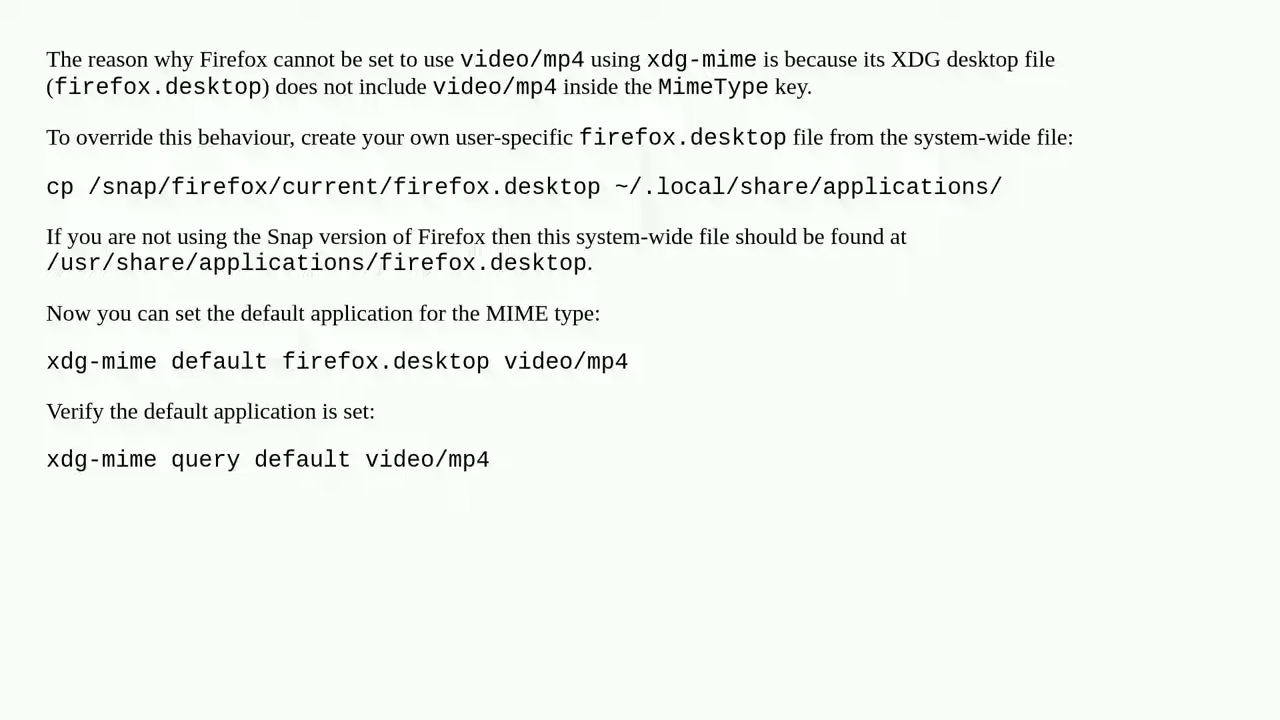 The reason why Firefox cannot be set to use video/mp4 using xdg-mime is because its XDG desktop file
(firefox.desktop) does not include video/mp4 inside the MimeType key.
To override this behaviour, create your own user-specific firefox.desktop file from the system-wide file:
cp /snap/firefox/current/firefox.desktop ~/.local/share/applications/
If you are not using the Snap version of Firefox then this system-wide file should be found at
/usr/share/applications/firefox.desktop.
Now you can set the default application for the MIME type:
xdg-mime default firefox.desktop video/mp4
Verify the default application is set:
xdg-mime query default video/mp4